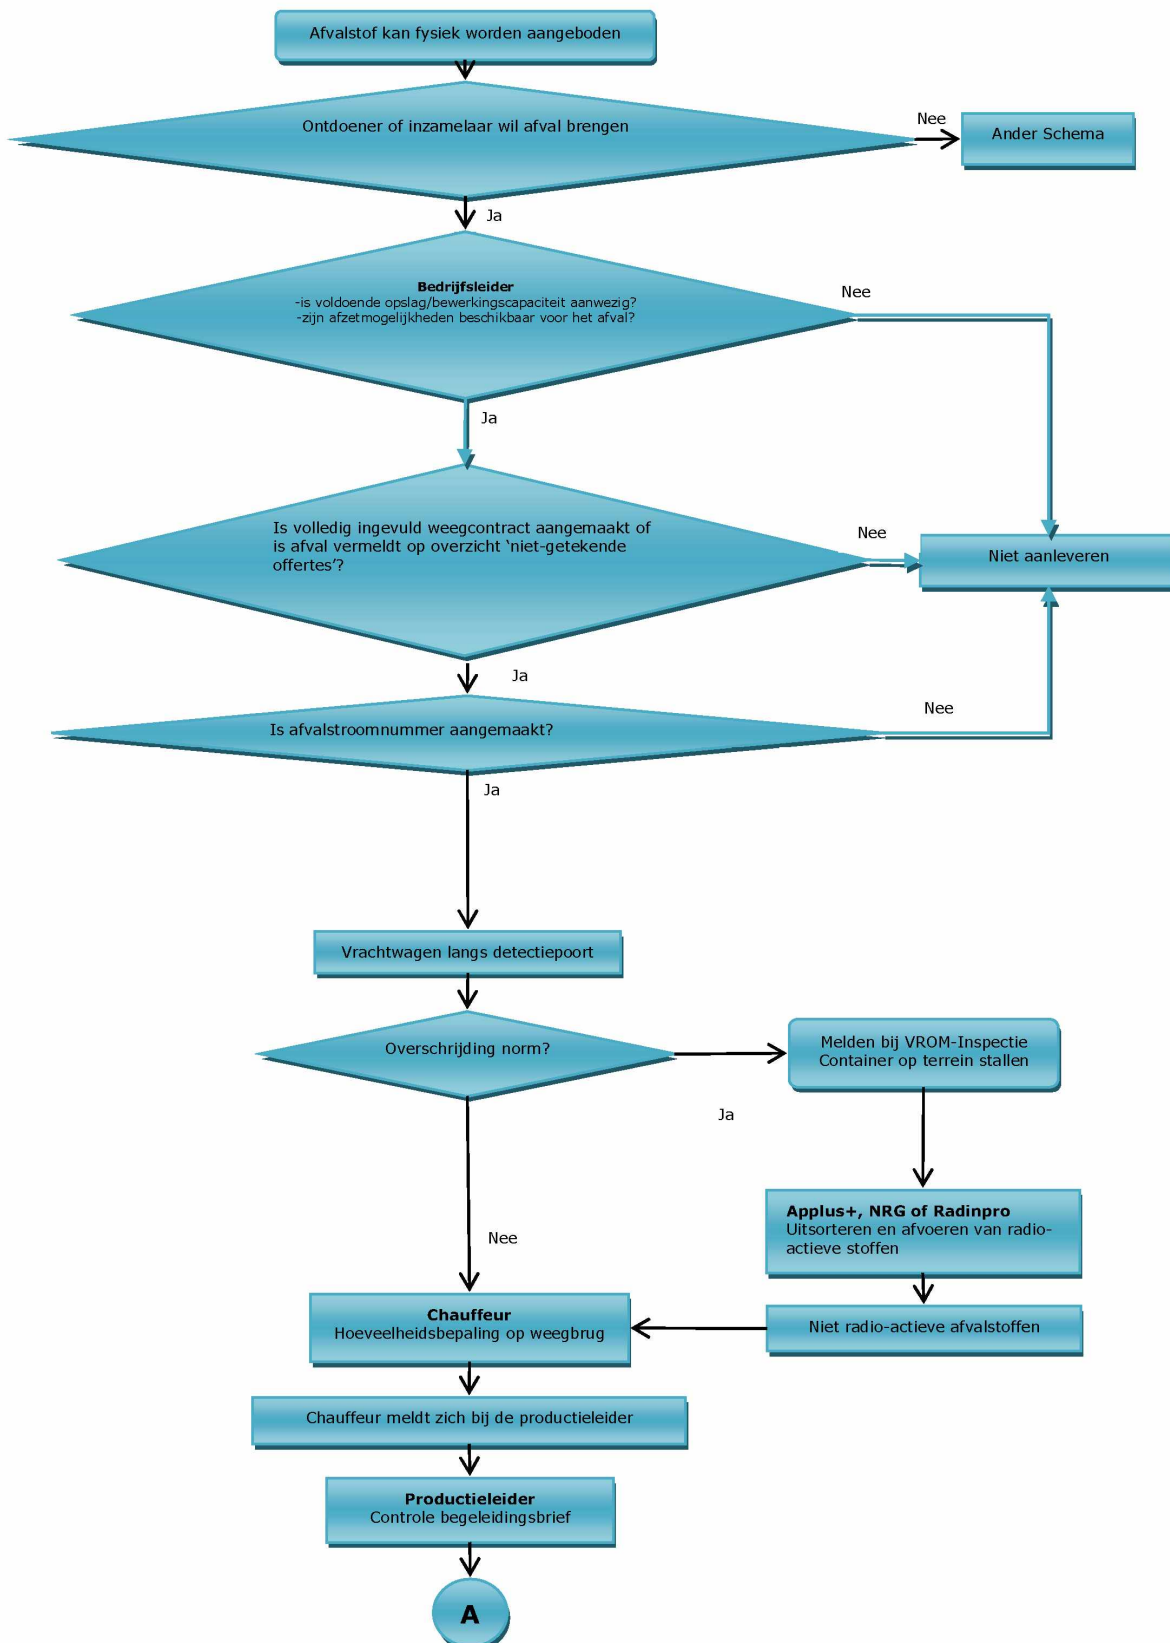 Afvalstof kan fysiek worden aangeboden
Ontdoener of inzamelaar wil afval brengen
Nee
Ander Schema
Ja
Bedrijfsleider
-is voldoende opslag/bewerkingscapaciteit aanwezig?
-zijn afzetmogelijkheden beschikbaar voor het afval?
Nee
Ja
Is volledig ingevuld weegcontract aangemaakt of
is afval vermeldt op overzicht 'niet-getekende
offertes'?
Nee
Niet aanleveren
Ja
Is afvalstroomnummer aangemaakt?
Nee
Ja
Vrachtwagen langs detectiepoort
Overschrijding norm?
Melden bij VROM-Inspectie
Container op terrein stallen
Ja
Applus+, NRG of Radinpro
Uitsorteren en afvoeren van radio-
actieve stoffen
Nee
Chauffeur
Hoeveelheidsbepaling op weegbrug
Niet radio-actieve afvalstoffen
Chauffeur meldt zich bij de productieleider
Productieleider
Controle begeleidingsbrief
A